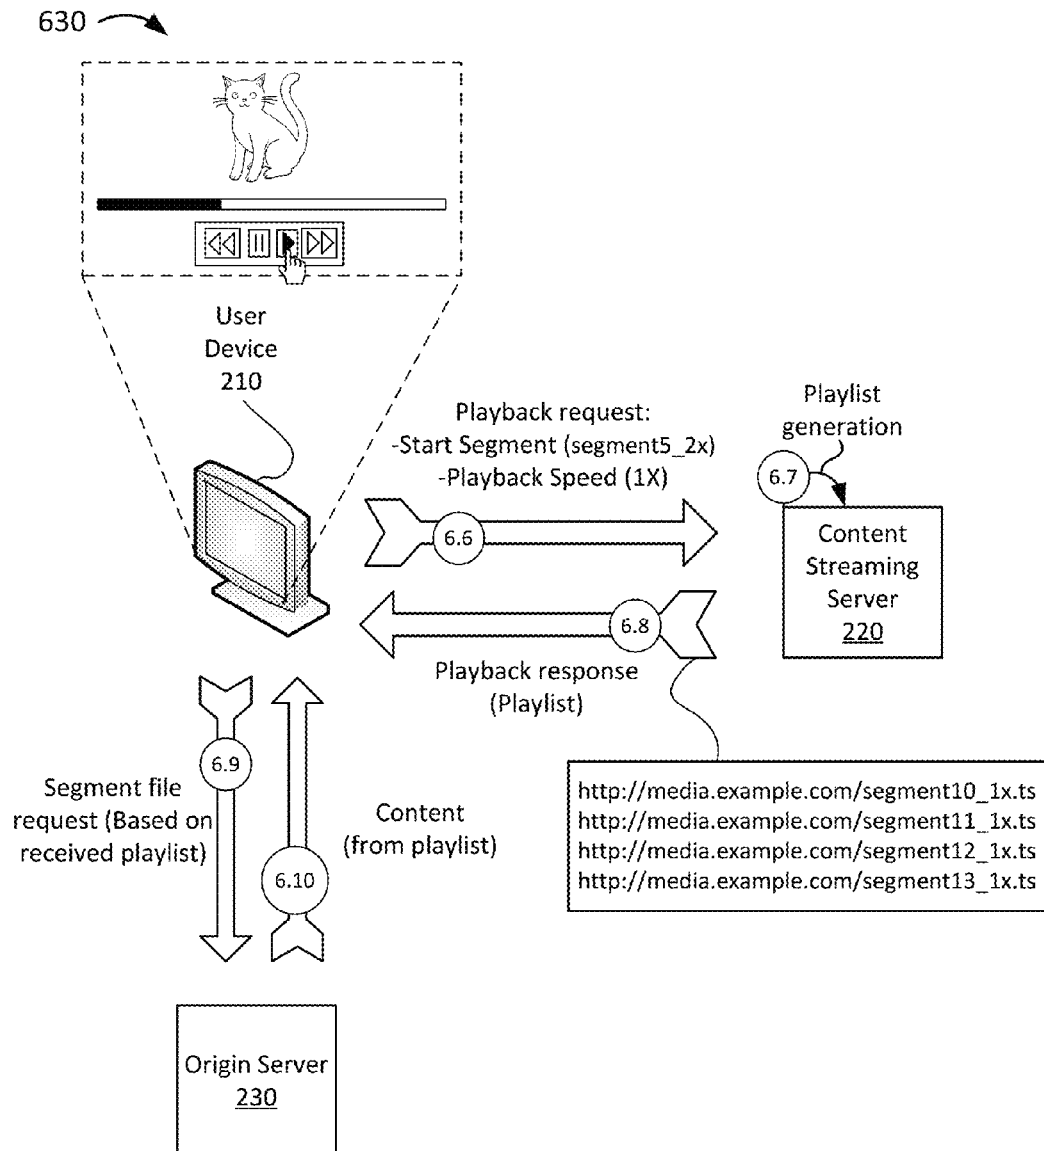 630
User
Device
210
Playback request:
-Start Segment (segment5_2x)
-Playback Speed (1X)
Playlist
generation
6.7
6.6
Content
Streaming
Server
220
6.8
Playback response
(Playlist)
6.9
Segment file
request (Based on
received playlist)
Content
(from playlist)
6.10
http://media.example.com/segment10_1x.ts
http://media.example.com/segment11_1x.ts
http://media.example.com/segment12_1x.ts
http://media.example.com/segment13_1x.ts
Origin Server
230